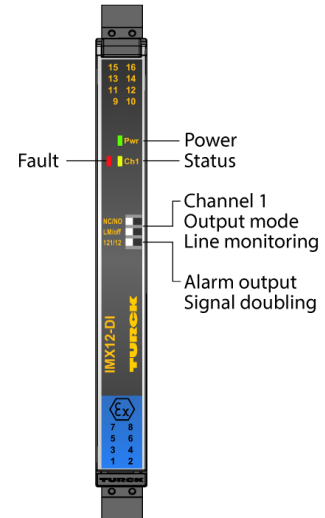 15 16
13 14
11 12
9 10
Pwr
Power
Fault
Ch1
Status
NC/NO
LM/off
121/12
Channel 1
Output mode
Line monitoring
Alarm output
Signal doubling
IMX12-DI
TURCK
Ex
7 8
5 6
3 4
1 2
TURCK